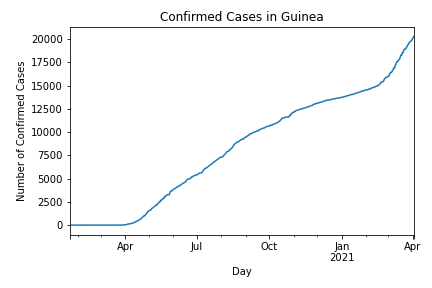 Confirmed Cases in Guinea
Number of Confirmed Cases
20000
17500
15000
12500
10000
7500
5000
2500
0
Apr
Jul
Oct
Jan
2021
Apr
Day